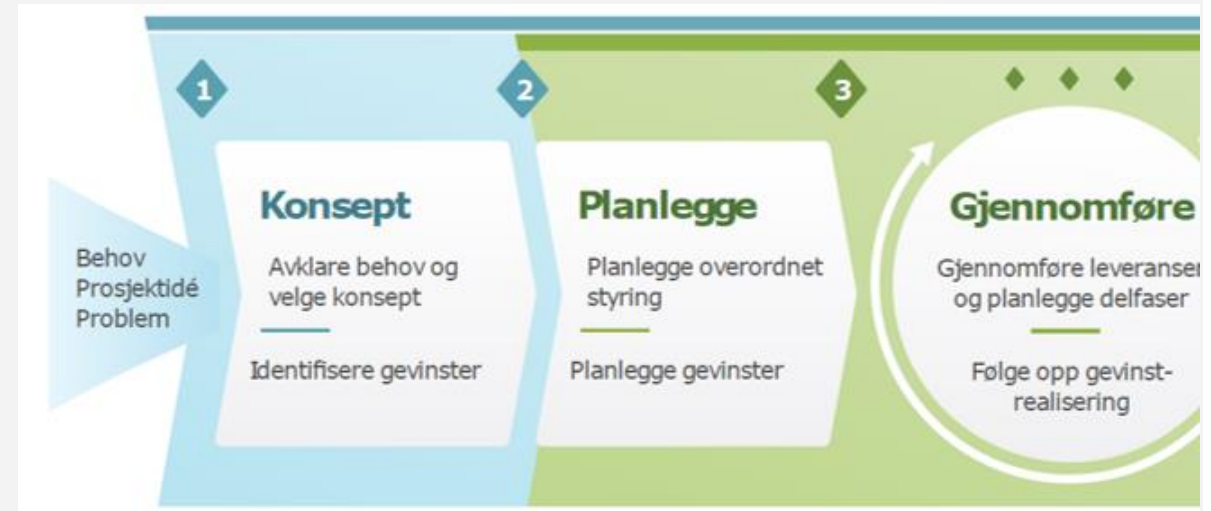 1
2
3
Behov
Prosjektidé
Problem
Konsept
Avklare behov og
velge konsept
Identifisere gevinster
Planlegge
Planlegge overordnet
styring
Planlegge gevinster
Gjennomføre
Gjennomføre leveranser
og planlegge delfaser
Følge opp gevinst-
realisering